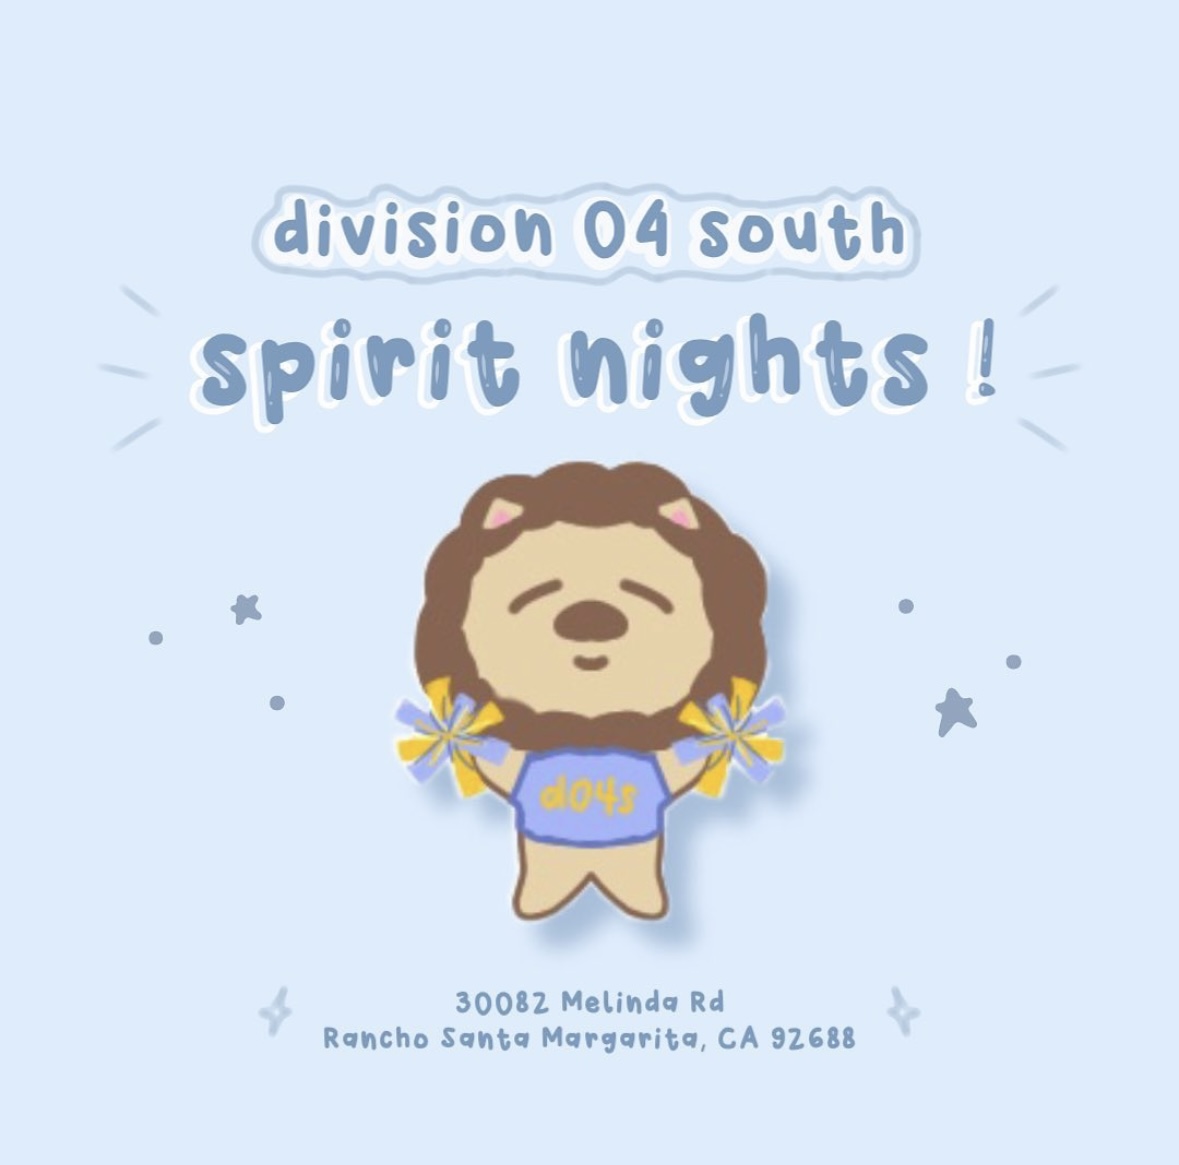 division 04 south
spirit nights !
d04s
30082 Melinda Rd
Rancho Santa Margarita, CA 92688